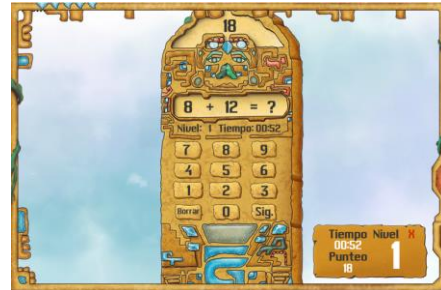 18
8 + 12 = ?
Nivel: 1 Tiempo: 00:52
7 8 9
4 5 6
1 2 3
Borrar 0 Sig.
Tiempo Nivel X
00:52
1
Punteo
18